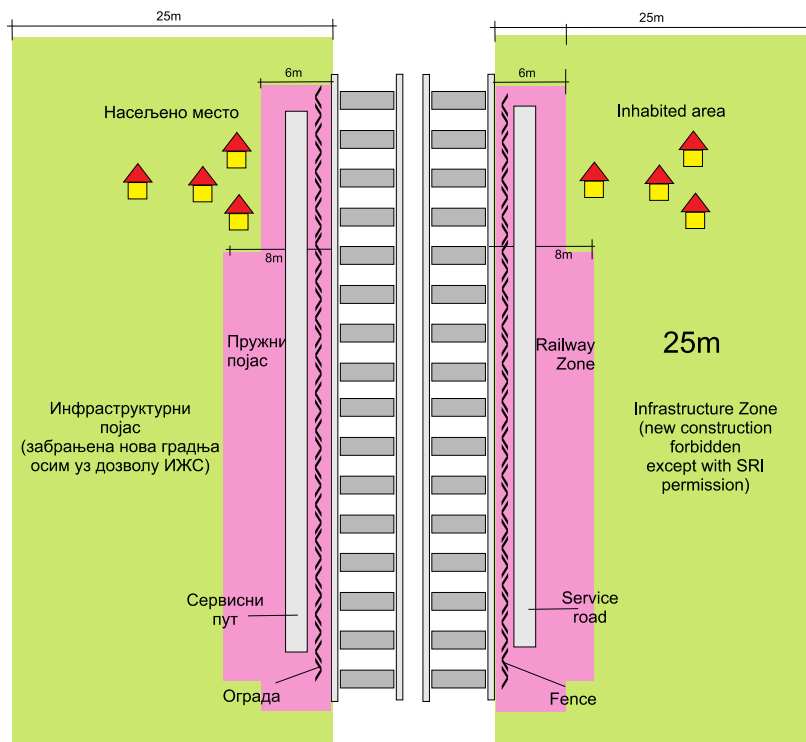 25m
25m
6m
6m
Насељено место
Inhabited area
8m
8m
Пружни
појас
Railway
Zone
25m
Инфраструктурни
појас
(забрањена нова градња
осим уз дозволу ИЖС)
Infrastructure Zone
(new construction
forbidden
except with SRI
permission)
Сервисни
пут
Service
road
Ограда
Fence